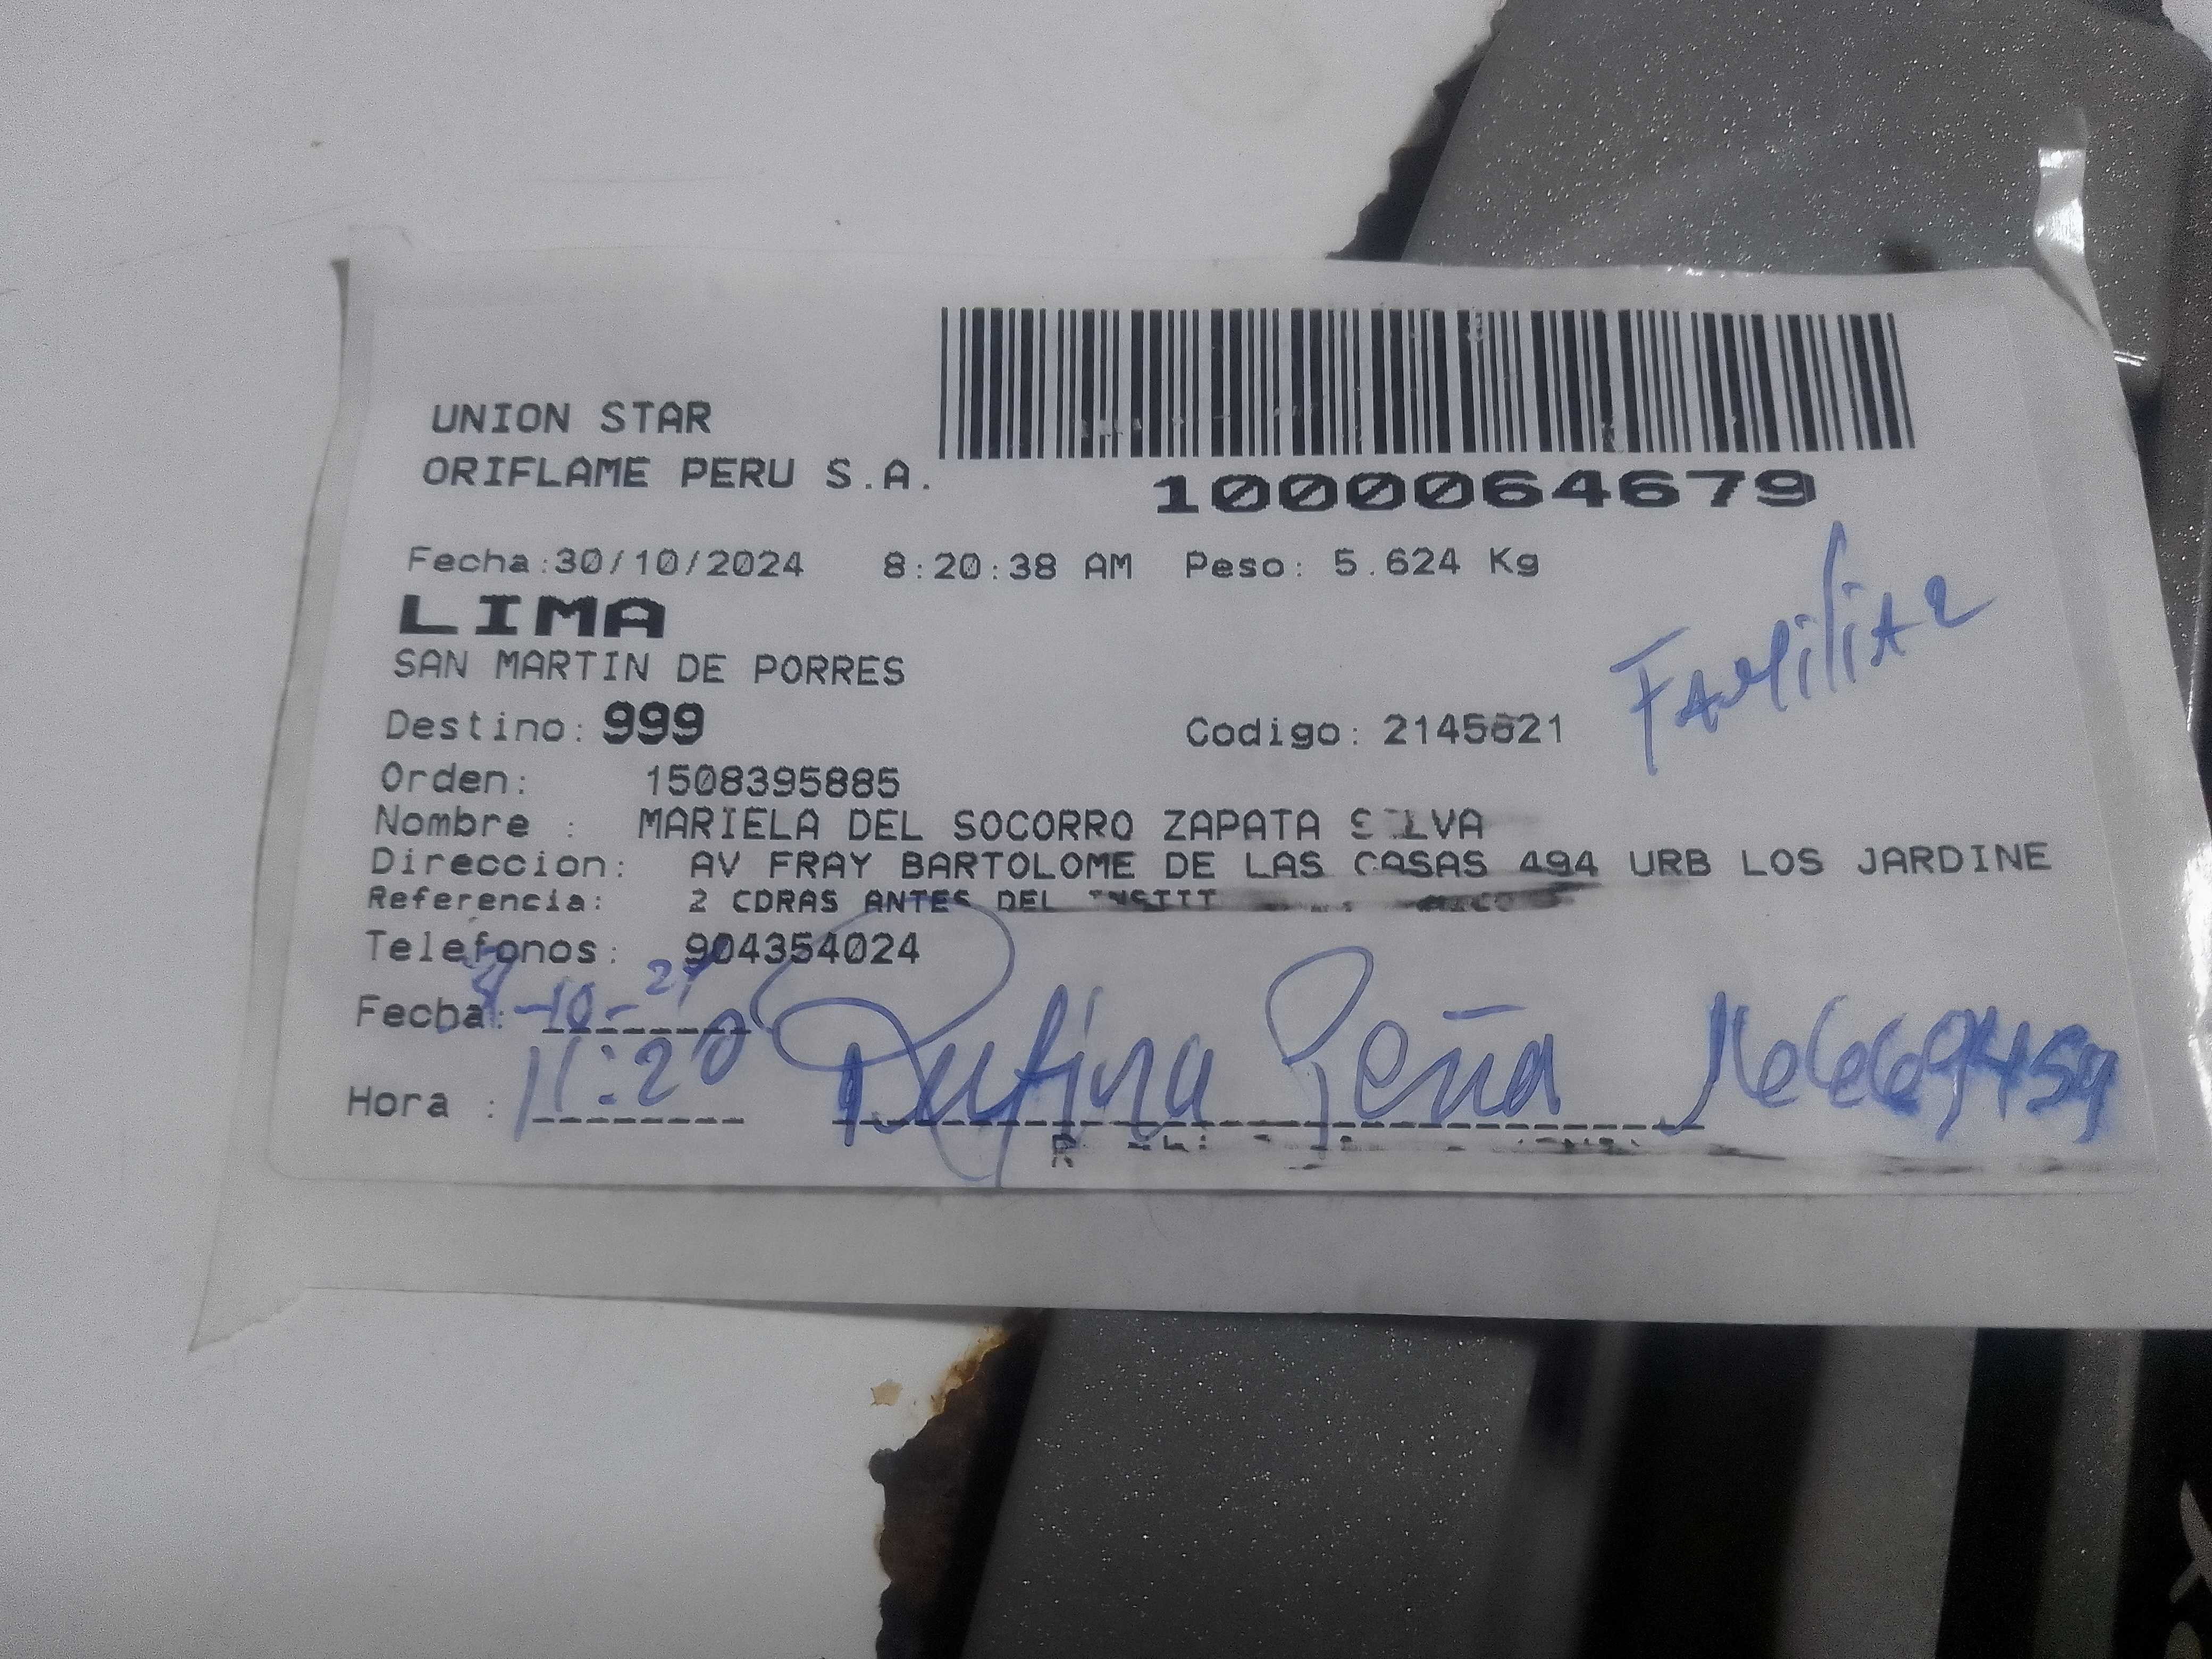 UNION STAR
ORIFLAME PERU S.A.
1000064679
Fecha:30/10/2024 8:20:38 AM Peso: 5.624 Kg
LIMA
SAN MARTIN DE PORRES
FAMiliAR
Destino: 999 Codigo: 2145621
Orden: 1508395885
Nombre : MARIELA DEL SOCORRO ZAPATA SILVA
Direccion: AV FRAY BARTOLOME DE LAS CASAS 494 URB LOS JARDINE
Referencia: 2 CDRAS ANTES DEL
Telefonos: 904354024
Fecha: -10-
Hora : 11:20 Rufina Peña